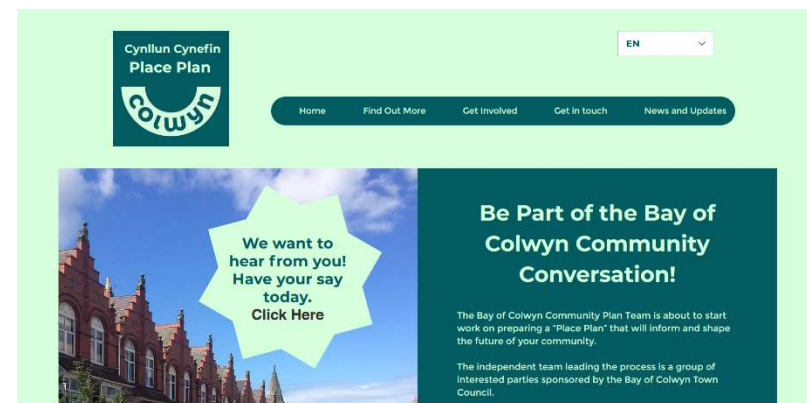 Cynllun Cynefin
Place Plan
colwyn
EN
Home Find Out More Get Involved Get in touch News and Updates
We want to
hear from you!
Have your say
today.
Click Here
Be Part of the Bay of
Colwyn Community
Conversation!
The Bay of Colwyn Community Plan Team is about to start
work on preparing a "Place Plan" that will inform and shape
the future of your community.
The independent team leading the process is a group of
interested parties sponsored by the Bay of Colwyn Town
Council.